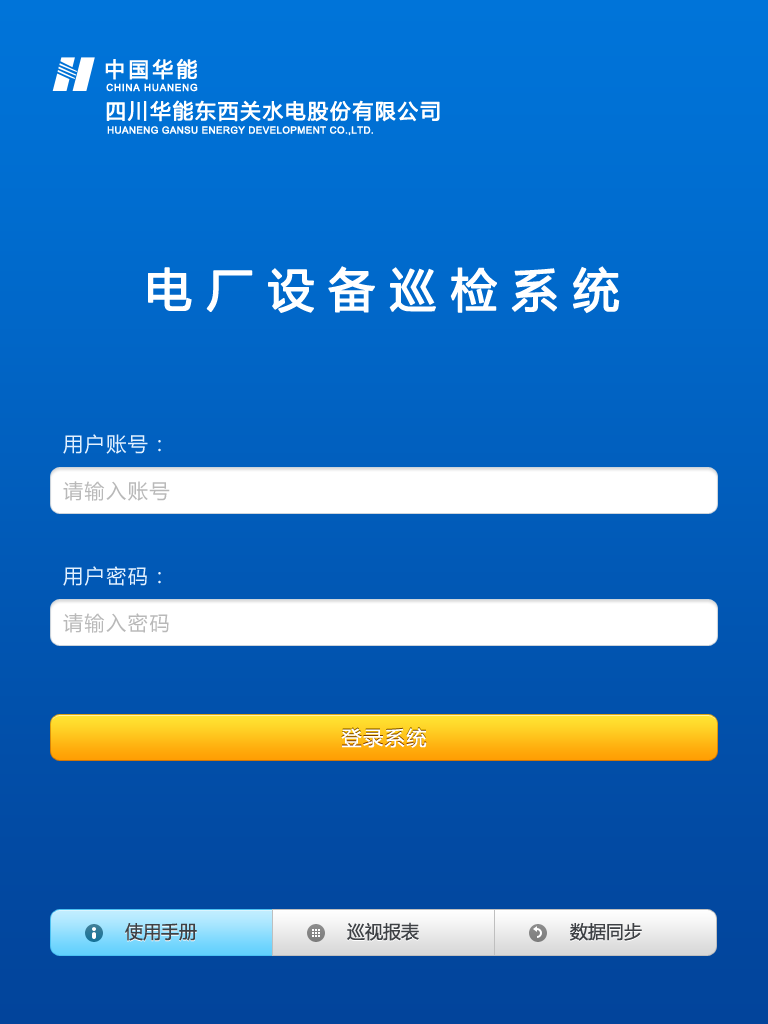 中国华能
CHINA HUANENG
四川华能东西关水电股份有限公司
HUANENG GANSU ENERGY DEVELOPMENT CO.,LTD.
电厂设备巡检系统
用户账号：
请输入账号
用户密码：
请输入密码
登录系统
使用手册 巡视报表 数据同步